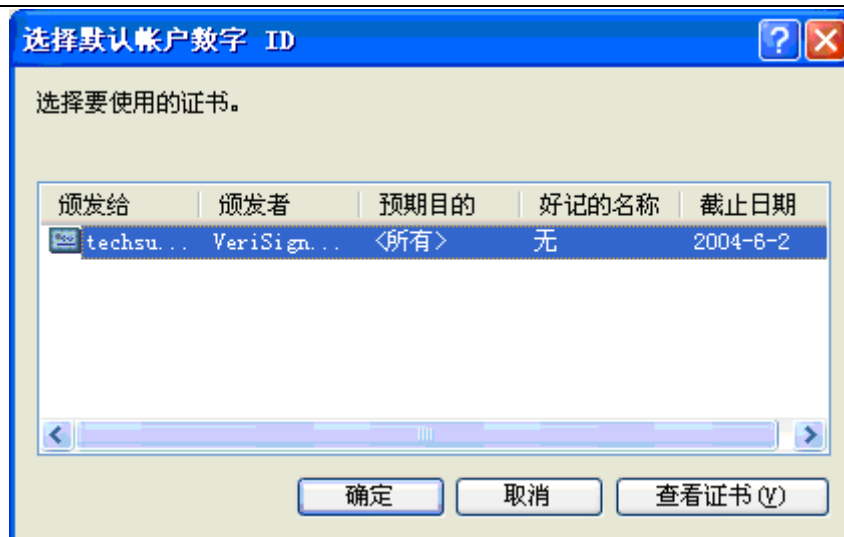 选择默认帐户数字 ID
选择要使用的证书。
颁发给 颁发者 预期目的 好记的名称 截止日期
techsu... VeriSign... <所有> 无 2004-6-2
确定 取消 查看证书(V)